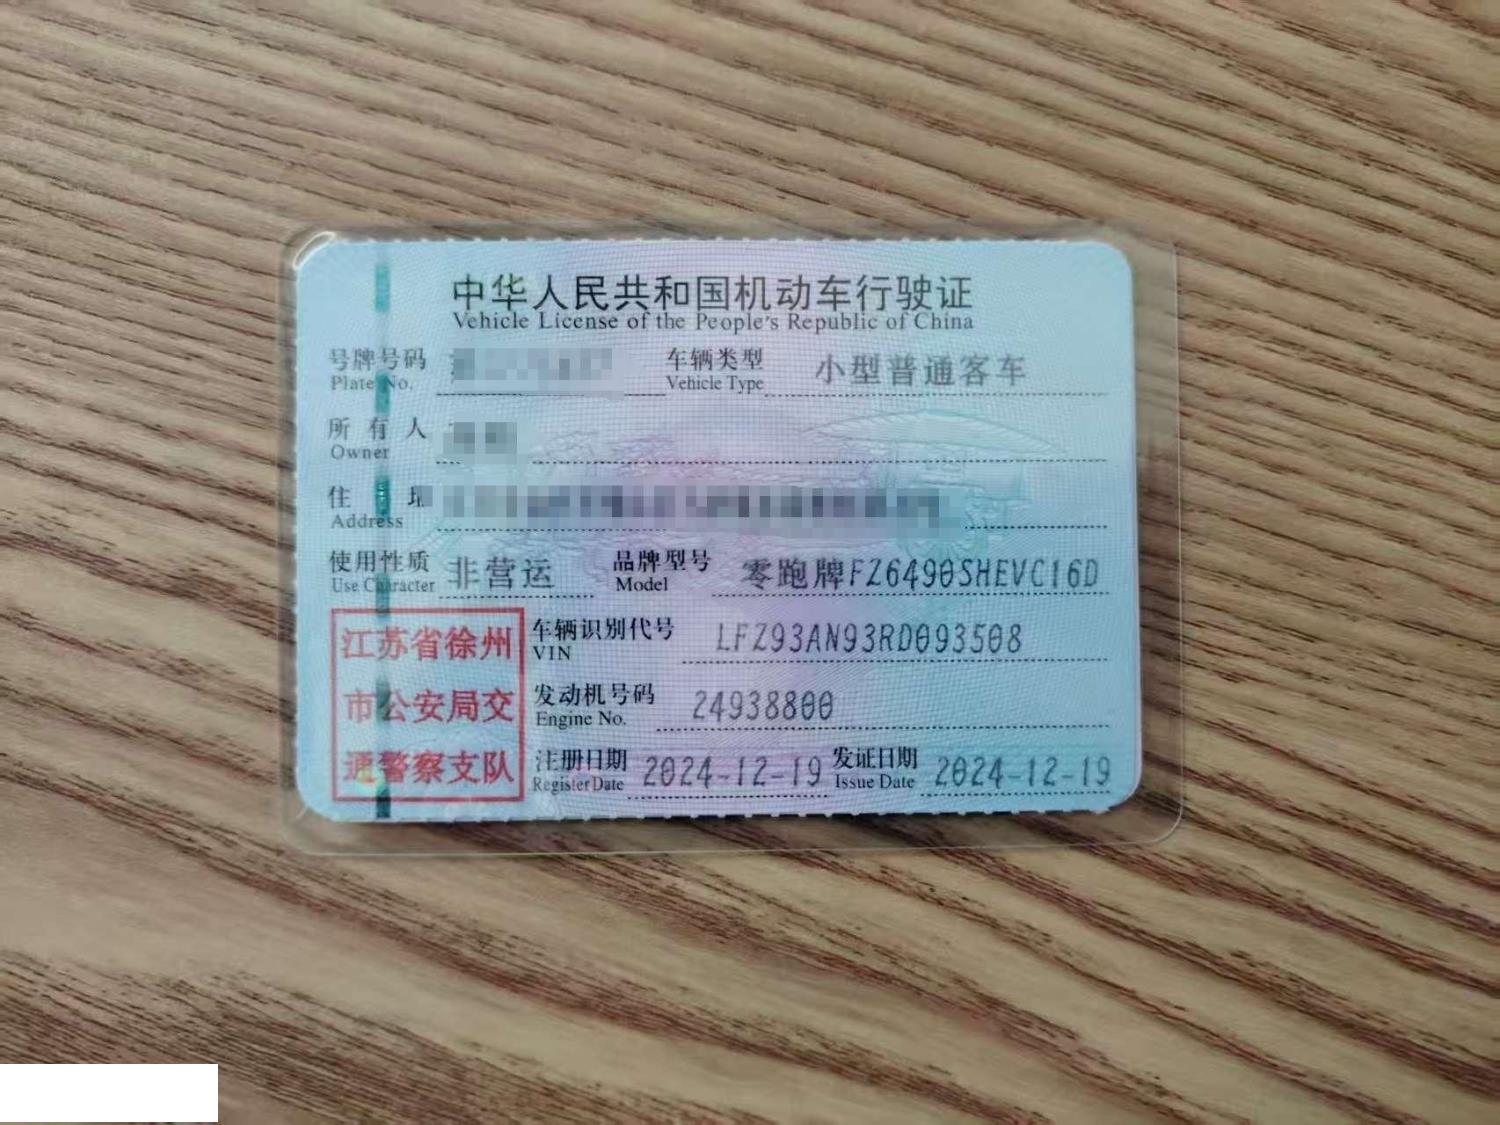 中华人民共和国机动车行驶证
Vehicle License of the People's Republic of China
号牌号码 车辆类型 小型普通客车
Plate No. Vehicle Type
所有人
Owner
住址
Address
使用性质 非营运 品牌型号 零跑牌FZ6490SHEVC16D
Use Character Model
江苏省徐州
市公安局交
通警察支队
车辆识别代号 LFZ93AN93RD093508
VIN
发动机号码 24938800
Engine No.
注册日期 2024-12-19 发证日期 2024-12-19
Register Date Issue Date